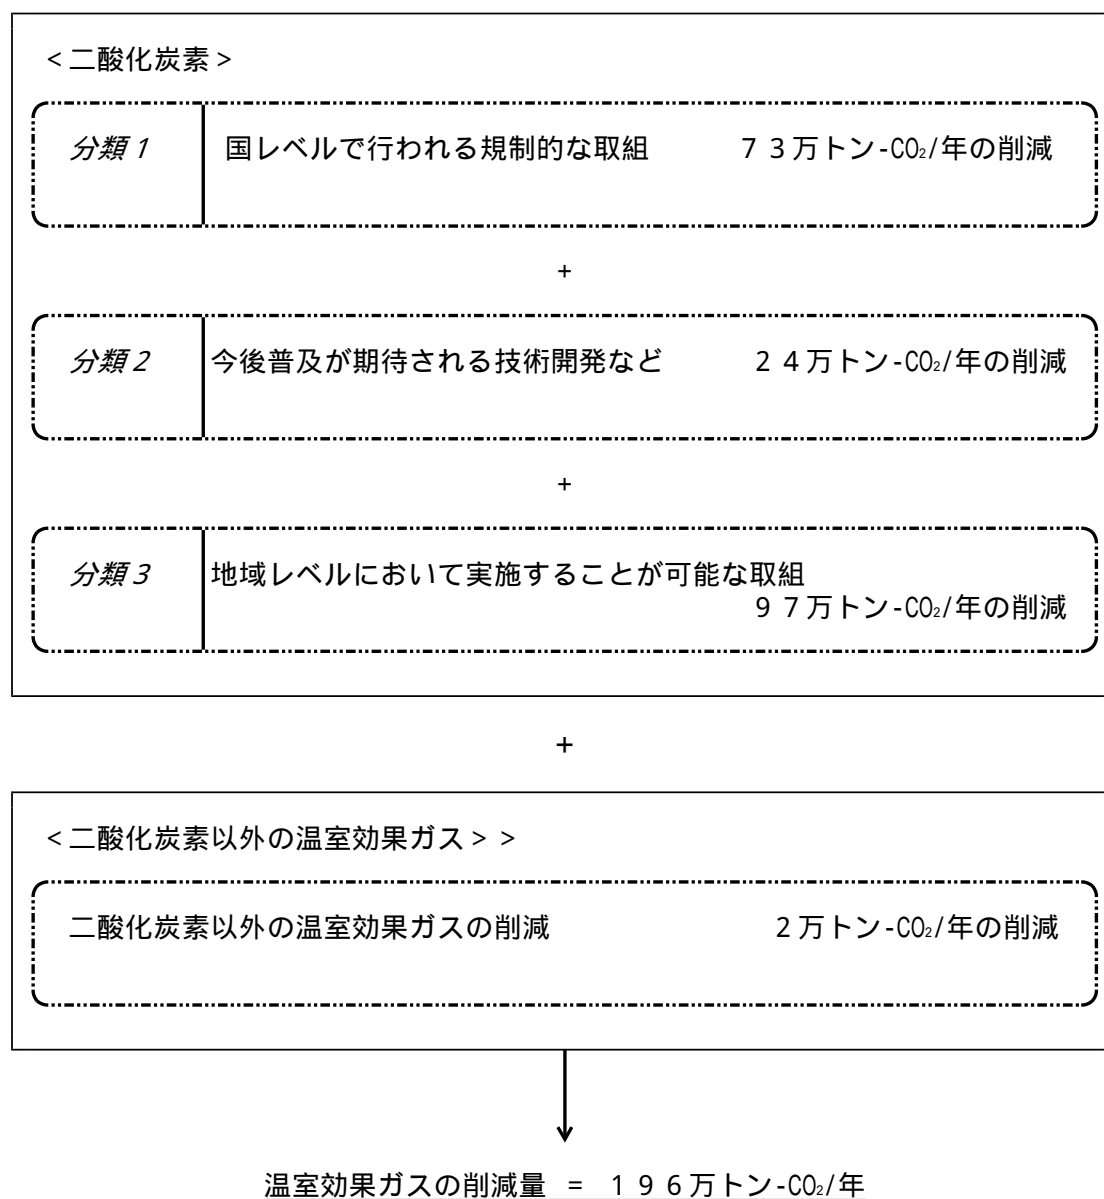 <二酸化炭素>
分類1 国レベルで行われる規制的な取組 73万トン-CO₂/年の削減
+
分類2 今後普及が期待される技術開発など 24万トン-CO₂/年の削減
+
分類3 地域レベルにおいて実施することが可能な取組
97万トン-CO₂/年の削減
+
<二酸化炭素以外の温室効果ガス>>
二酸化炭素以外の温室効果ガスの削減 2万トン-CO₂/年の削減
温室効果ガスの削減量 = 196万トン-CO₂/年